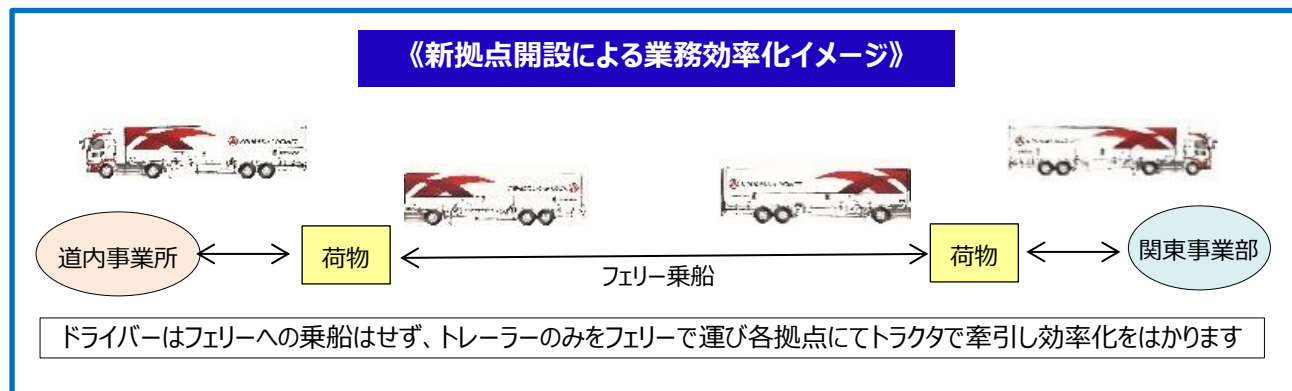 《新拠点開設による業務効率化イメージ》
道内事業所
荷物
フェリー乗船
荷物
関東事業部
ドライバーはフェリーへの乗船はせず、トレーラーのみをフェリーで運び各拠点にてトラクタで牽引し効率化をはかります